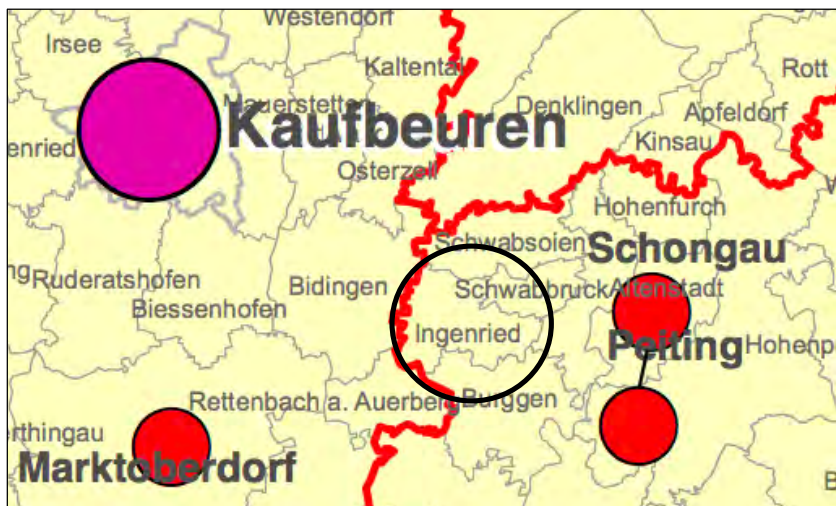 Westendorf
Irsee
Kaltental
Rott
Mauerstetten
Denklingen
Apfeldorf
Kaufbeuren
Kinsau
enried
Osterzell
Hohenfurch
Schwabsoien
Schongau
ng
Ruderatshofen
Bidingen
Schwabbruck
Altenstadt
Biessenhofen
Ingenried
Peiting
Hohenp
Rettenbach a. Auerberg
Burggen
erthingau
Marktoberdorf
B